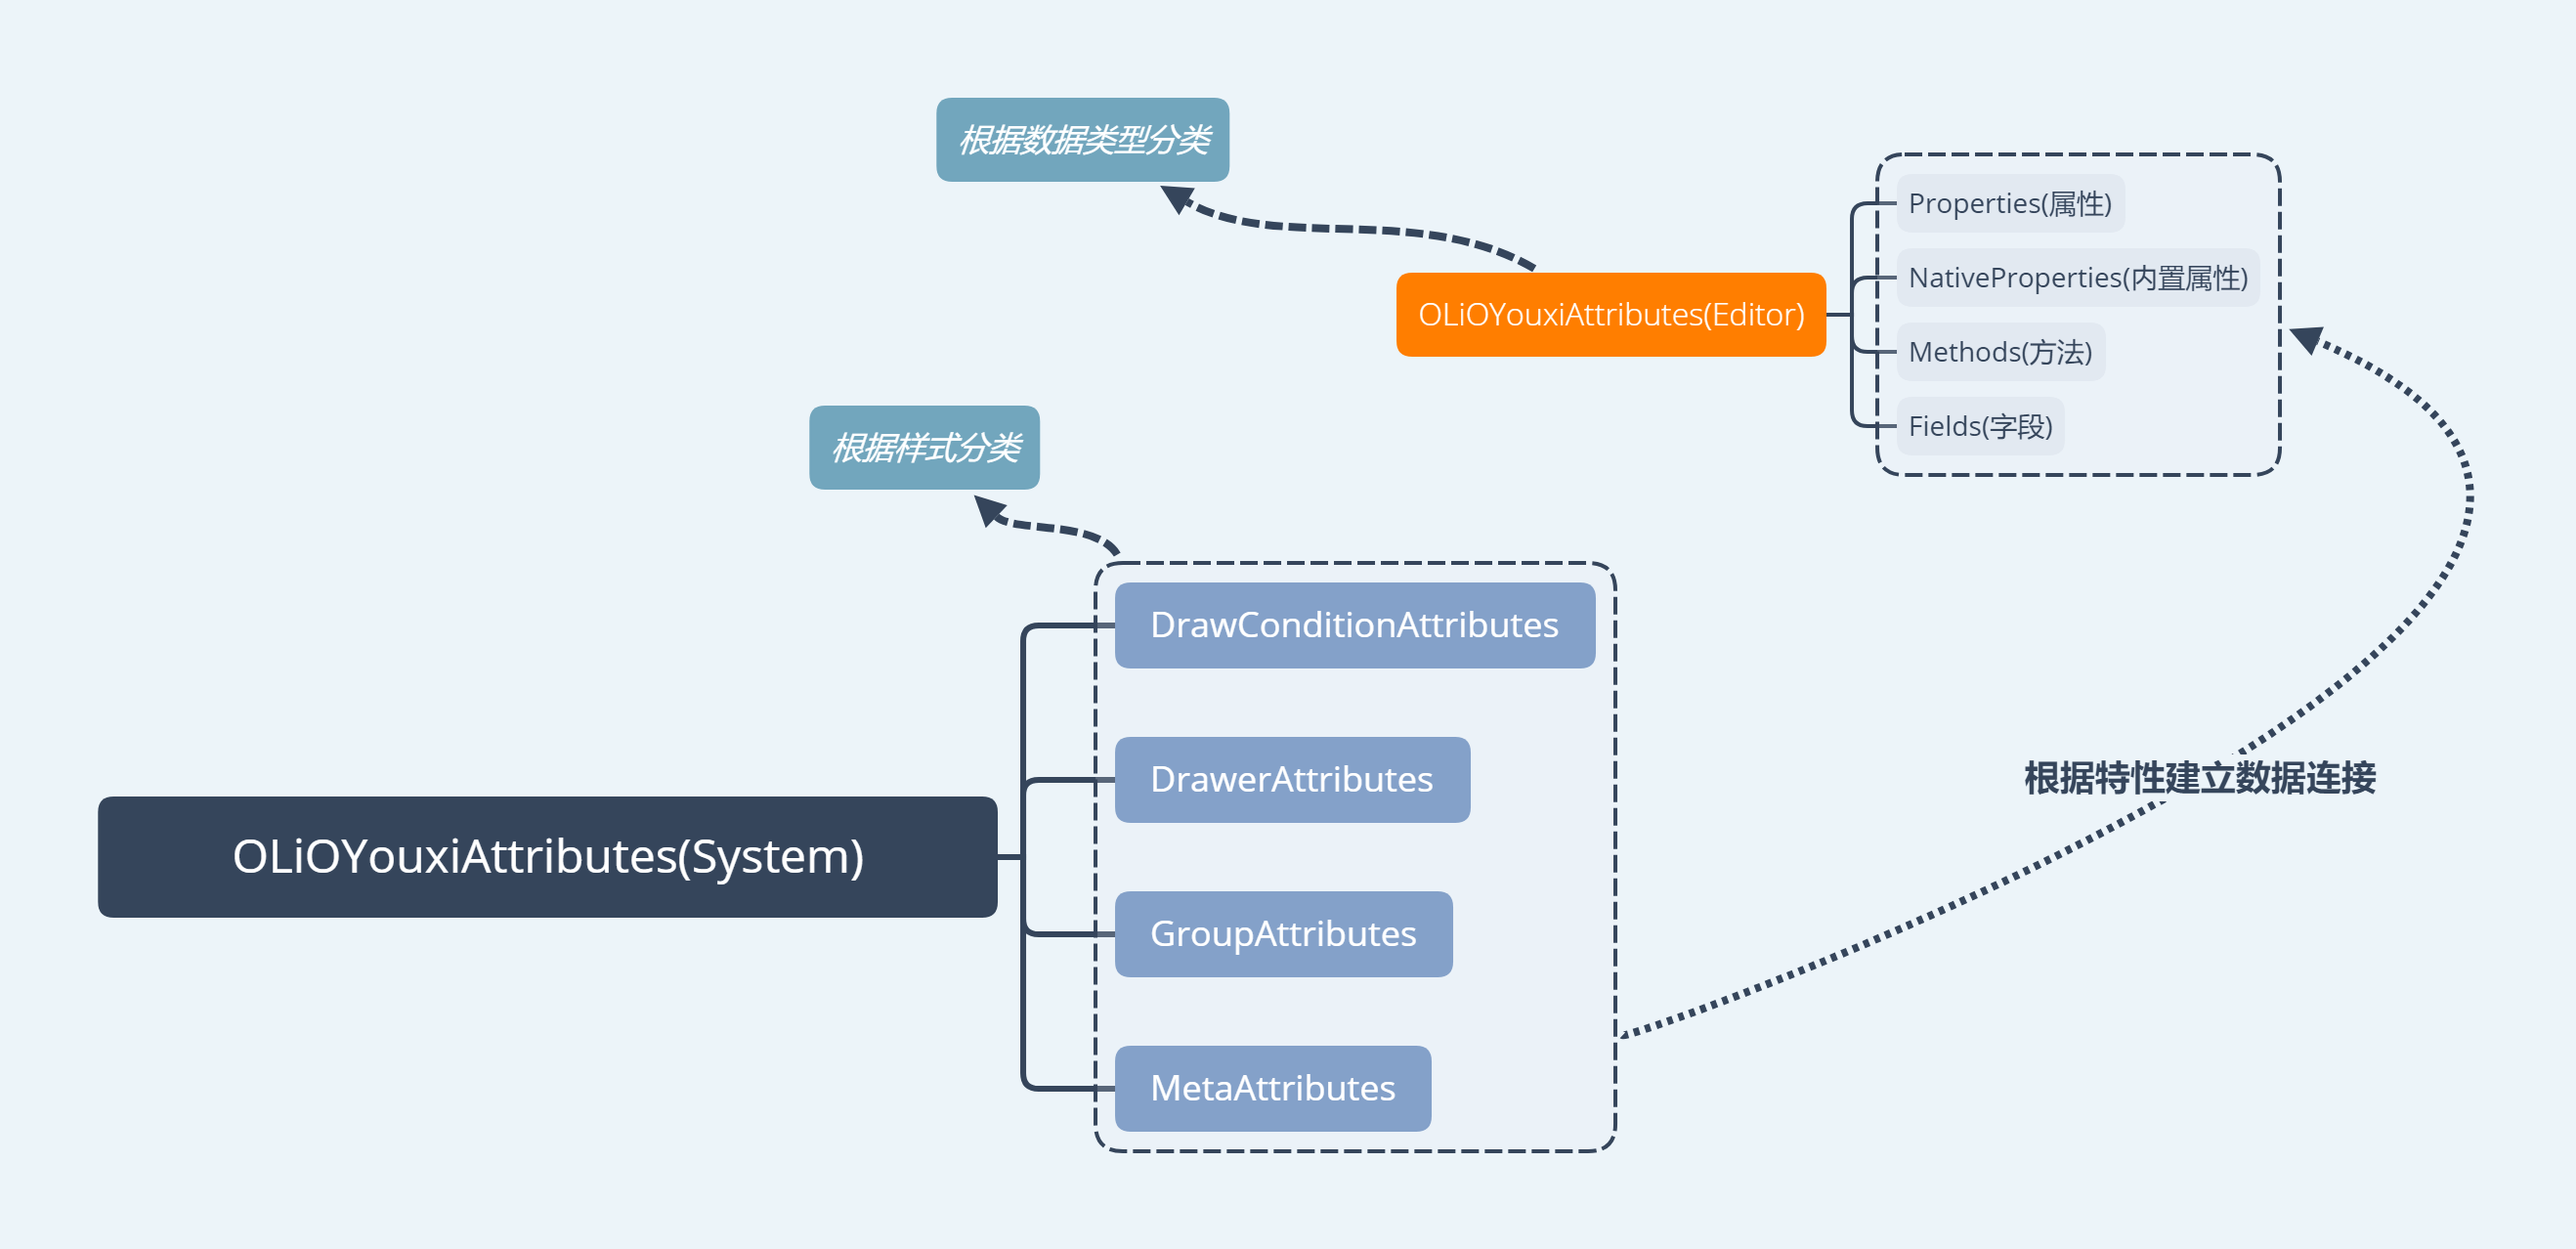 根据数据类型分类
OLiOYouxiAttributes(Editor)
Properties(属性)
NativeProperties(内置属性)
Methods(方法)
Fields(字段)
根据样式分类
OLiOYouxiAttributes(System)
DrawConditionAttributes
DrawerAttributes
GroupAttributes
MetaAttributes
根据特性建立数据连接